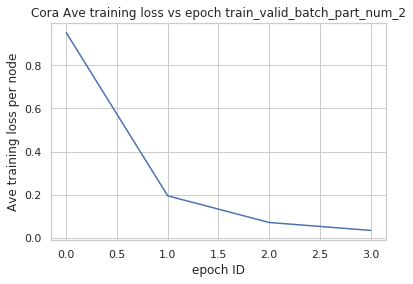 Cora Ave training loss vs epoch train_valid_batch_part_num_2
Ave training loss per node
0.8
0.6
0.4
0.2
0.0
0.0 0.5 1.0 1.5 2.0 2.5 3.0
epoch ID